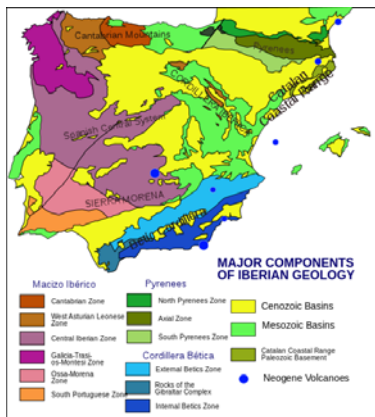 Cantabrian Mountains
Pyrenees
Catalan
Coastal Range
Spanish Central System
SIERRA MORENA
Betic Cordillera
MAJOR COMPONENTS
OF IBERIAN GEOLOGY
Macizo Ibérico
Cantabrian Zone
West Asturian Leonese
Zone
Central Iberian Zone
Galicia-Tras-
os-Montesi Zone
Ossa-Morena
Zone
South Portuguese Zone
Pyrenees
North Pyrenees Zone
Axial Zone
South Pyrenees Zone
Cordillera Bética
External Betics Zone
Rocks of the
Gibraltar Complex
Internal Betics Zone
Cenozoic Basins
Mesozoic Basins
Catalan Coastal Range
Paleozoic Basement
Neogene Volcanoes